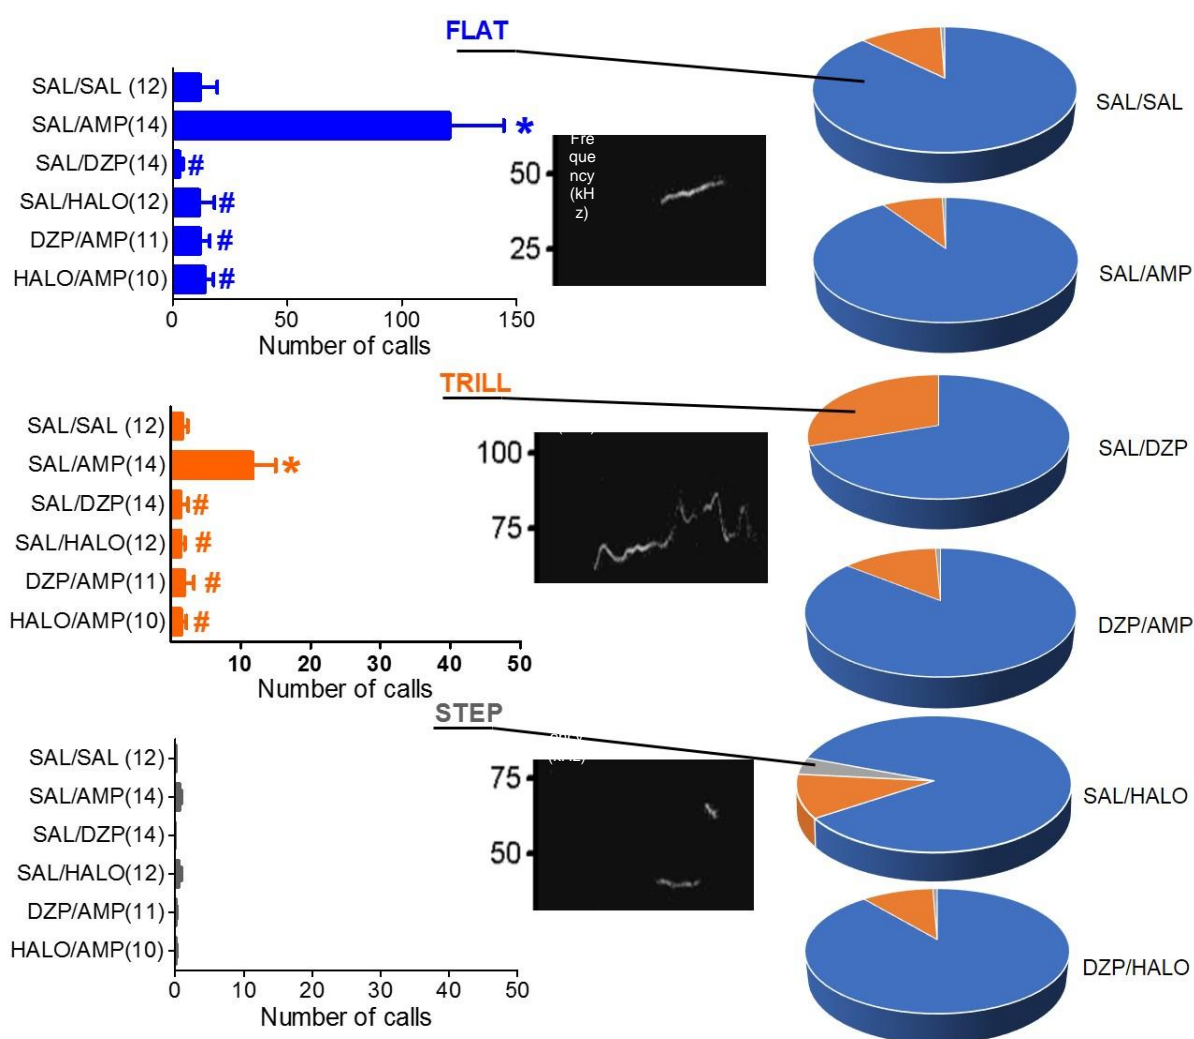 FLAT
SAL/SAL (12)
SAL/AMP(14)
*
SAL/DZP(14)
#
SAL/HALO(12)
#
DZP/AMP(11)
#
HALO/AMP(10)
#
0 50 100 150
Number of calls
Fre
que
ncy
(kH
z)
50
25
SAL/SAL
SAL/AMP
TRILL
SAL/SAL (12)
SAL/AMP(14)
*
SAL/DZP(14)
#
SAL/HALO(12)
#
DZP/AMP(11)
#
HALO/AMP(10)
#
10 20 30 40 50
Number of calls
100
75
SAL/DZP
DZP/AMP
STEP
SAL/SAL (12)
SAL/AMP(14)
SAL/DZP(14)
SAL/HALO(12)
DZP/AMP(11)
HALO/AMP(10)
0 10 20 30 40 50
Number of calls
(kHz)
75
50
SAL/HALO
DZP/HALO